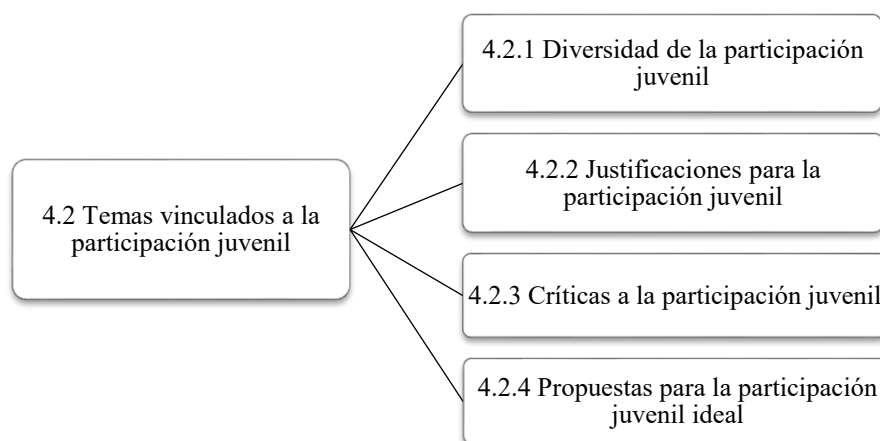 4.2 Temas vinculados a la
participación juvenil
4.2.1 Diversidad de la participación
juvenil
4.2.2 Justificaciones para la
participación juvenil
4.2.3 Críticas a la participación juvenil
4.2.4 Propuestas para la participación
juvenil ideal